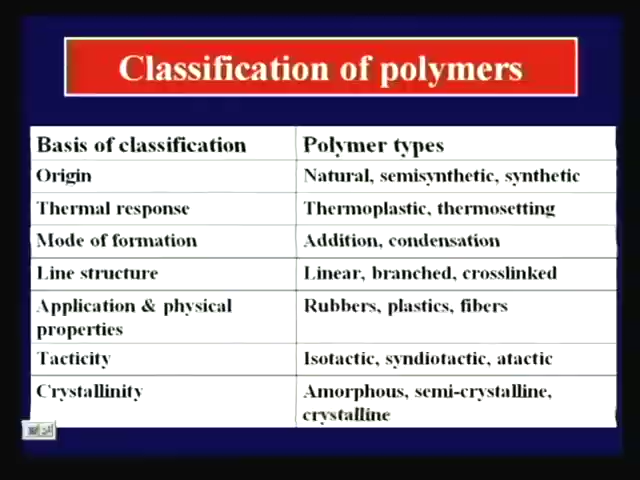 Classification of polymers
Basis of classification
Polymer types
Origin
Natural, semisynthetic, synthetic
Thermal response
Thermoplastic, thermosetting
Mode of formation
Addition, condensation
Line structure
Linear, branched, crosslinked
Application & physical
properties
Rubbers, plastics, fibers
Tacticity
Isotactic, syndiotactic, atactic
Crystallinity
Amorphous, semi-crystalline,
crystalline